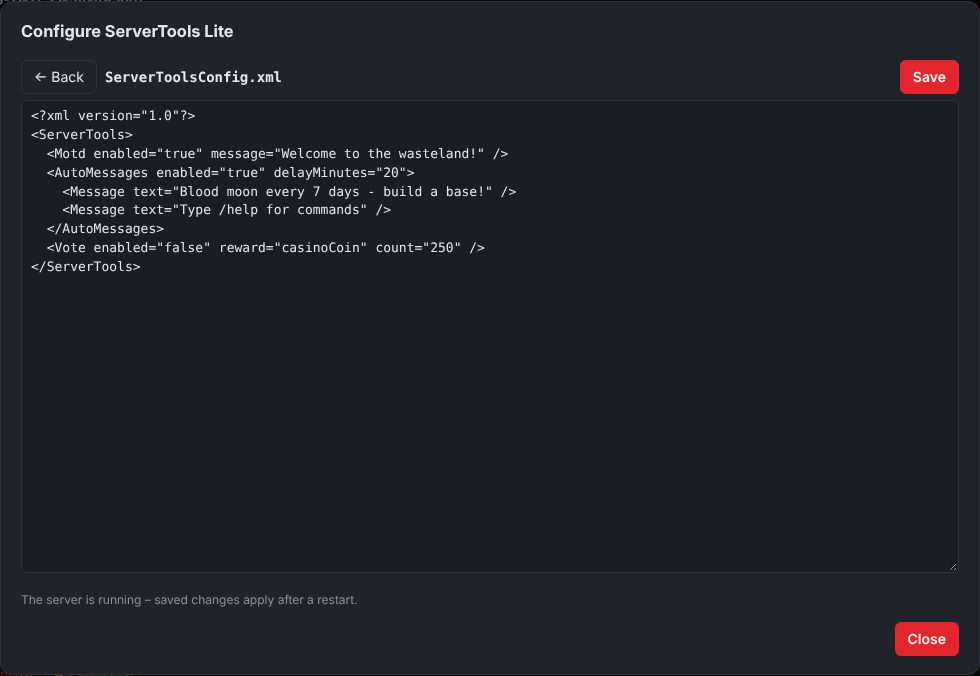 Configure ServerTools Lite
← Back ServerToolsConfig.xml Save
<?xml version="1.0"?>
<ServerTools>
  <Motd enabled="true" message="Welcome to the wasteland!" />
  <AutoMessages enabled="true" delayMinutes="20">
    <Message text="Blood moon every 7 days - build a base!" />
    <Message text="Type /help for commands" />
  </AutoMessages>
  <Vote enabled="false" reward="casinoCoin" count="250" />
</ServerTools>
The server is running – saved changes apply after a restart.
Close